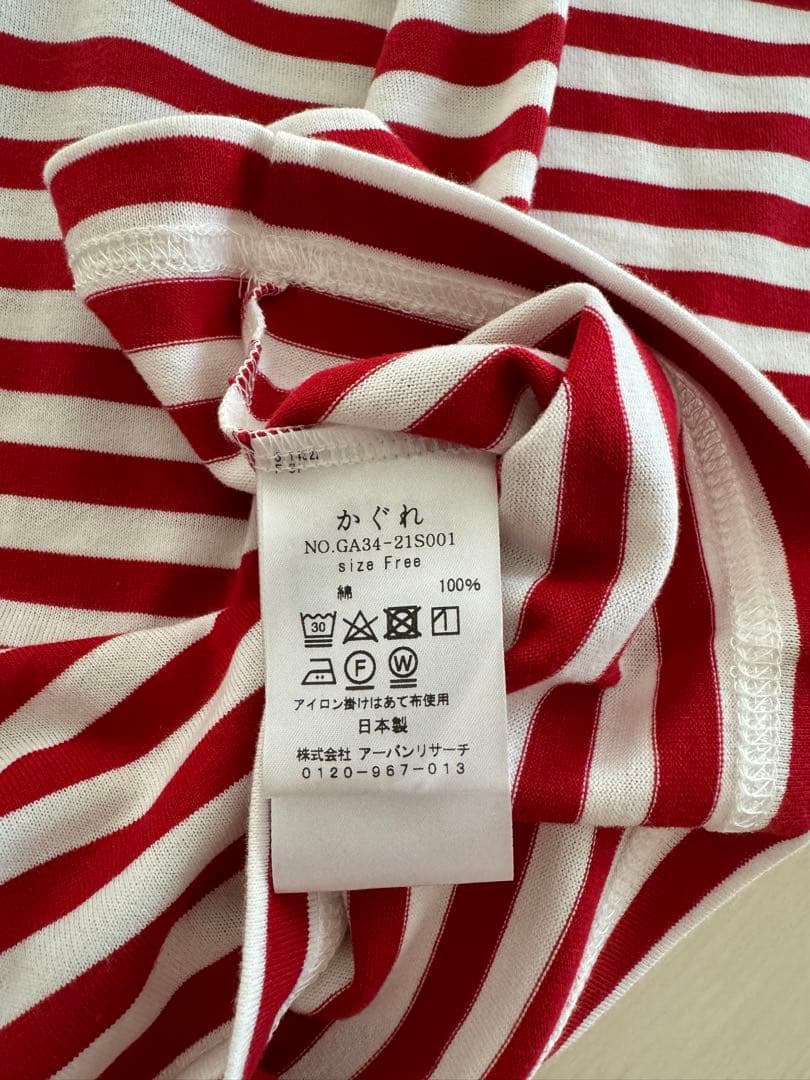 かぐれ
NO.GA34-21S001
size Free
綿 100%
30
F W
アイロン掛けはあて布使用
日本製
株式会社 アーバンリサーチ
0120-967-013